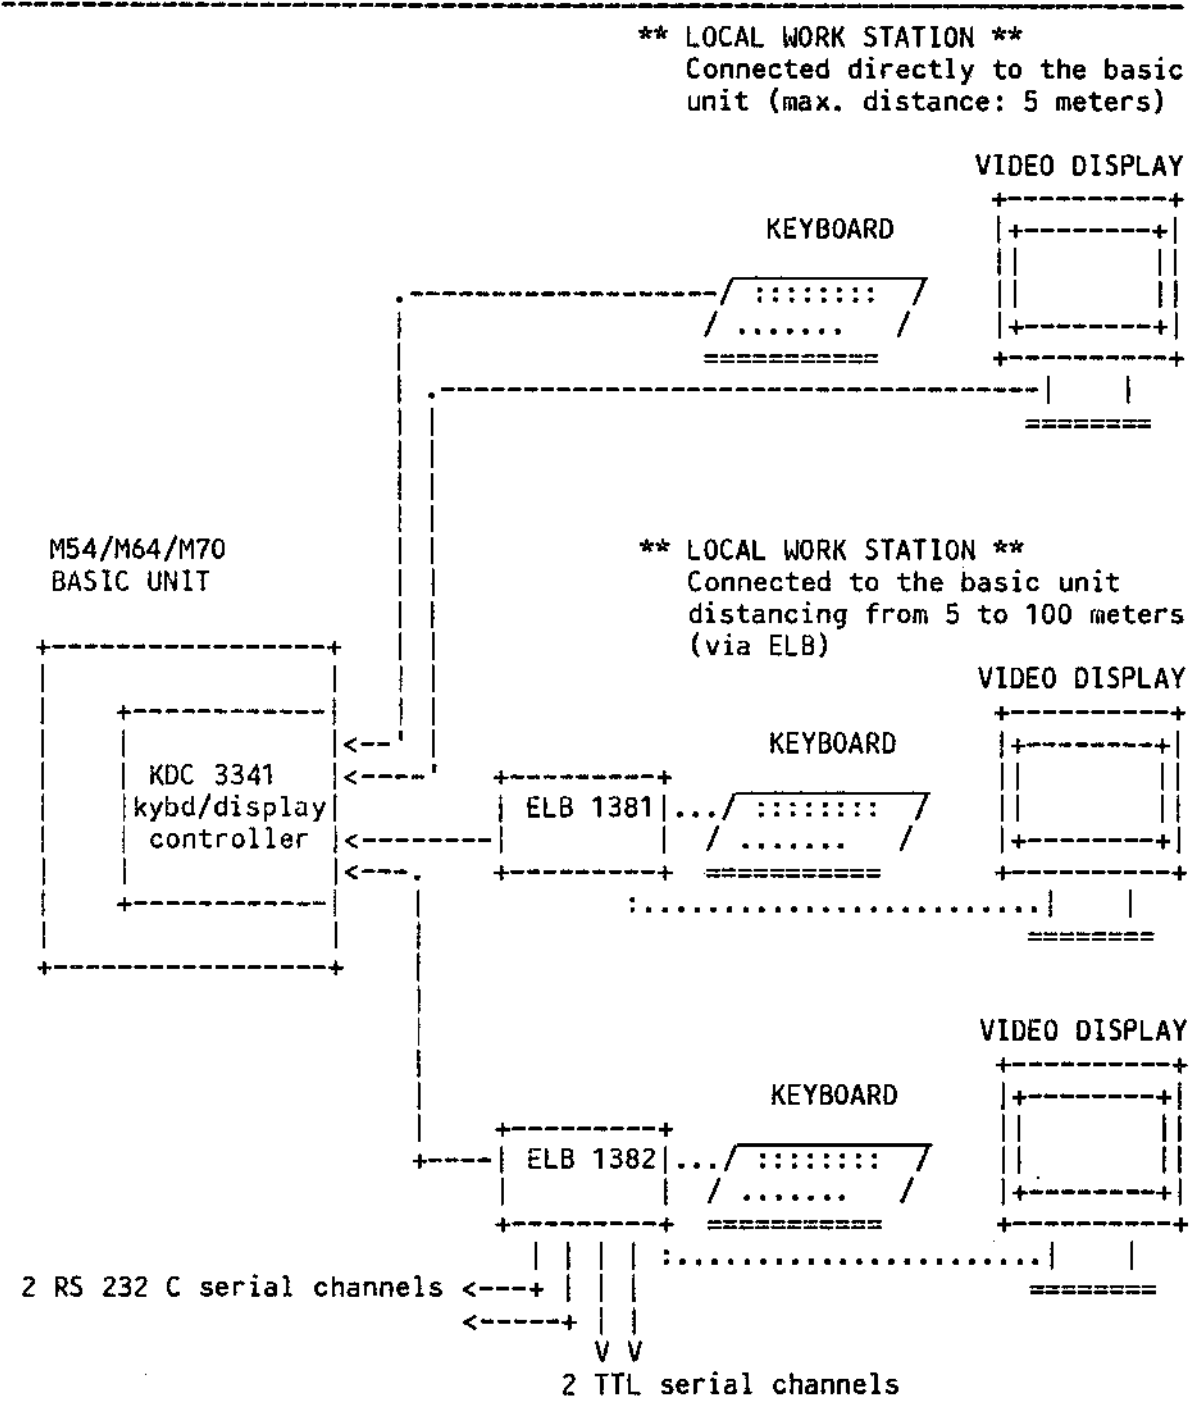 ** LOCAL WORK STATION **
Connected directly to the basic
unit (max. distance: 5 meters)
VIDEO DISPLAY
KEYBOARD
M54/M64/M70
BASIC UNIT
** LOCAL WORK STATION **
Connected to the basic unit
distancing from 5 to 100 meters
(via ELB)
VIDEO DISPLAY
KEYBOARD
KDC 3341
kybd/display
controller
ELB 1381
VIDEO DISPLAY
KEYBOARD
ELB 1382
2 RS 232 C serial channels
2 TTL serial channels